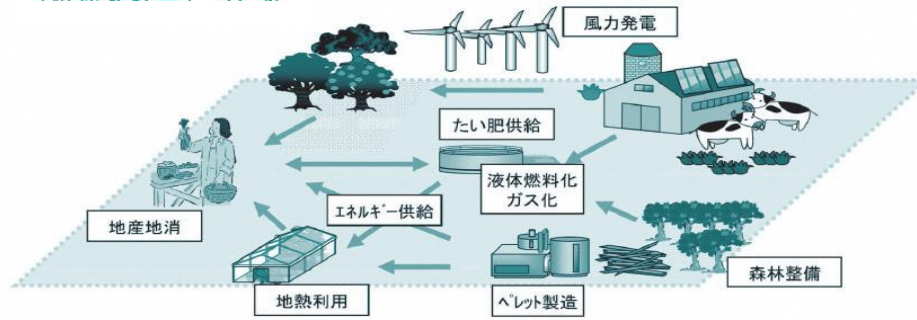 風力発電
たい肥供給
液体燃料化
ガス化
エネルギー供給
地産地消
地熱利用
ペレット製造
森林整備